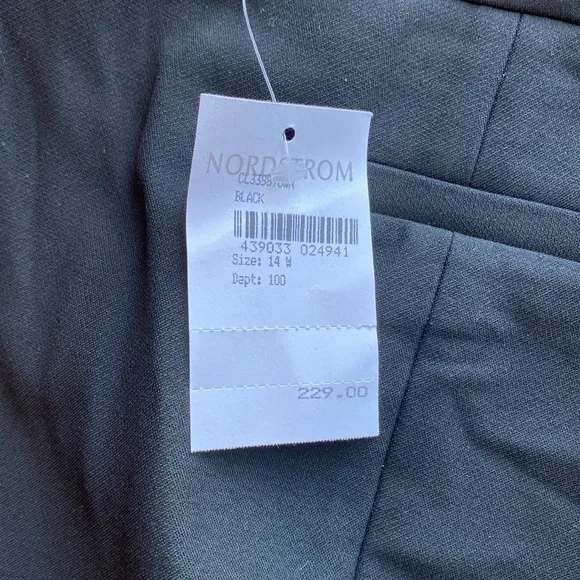 NORDSTROM
BLACK
439033 024941
Size: 14 W
Dept: 100
229.00